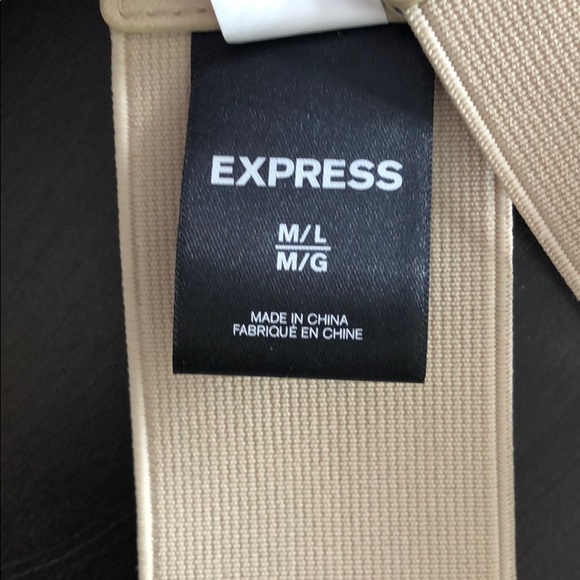 EXPRESS
M/L
M/G
MADE IN CHINA
FABRIQUÉ EN CHINE